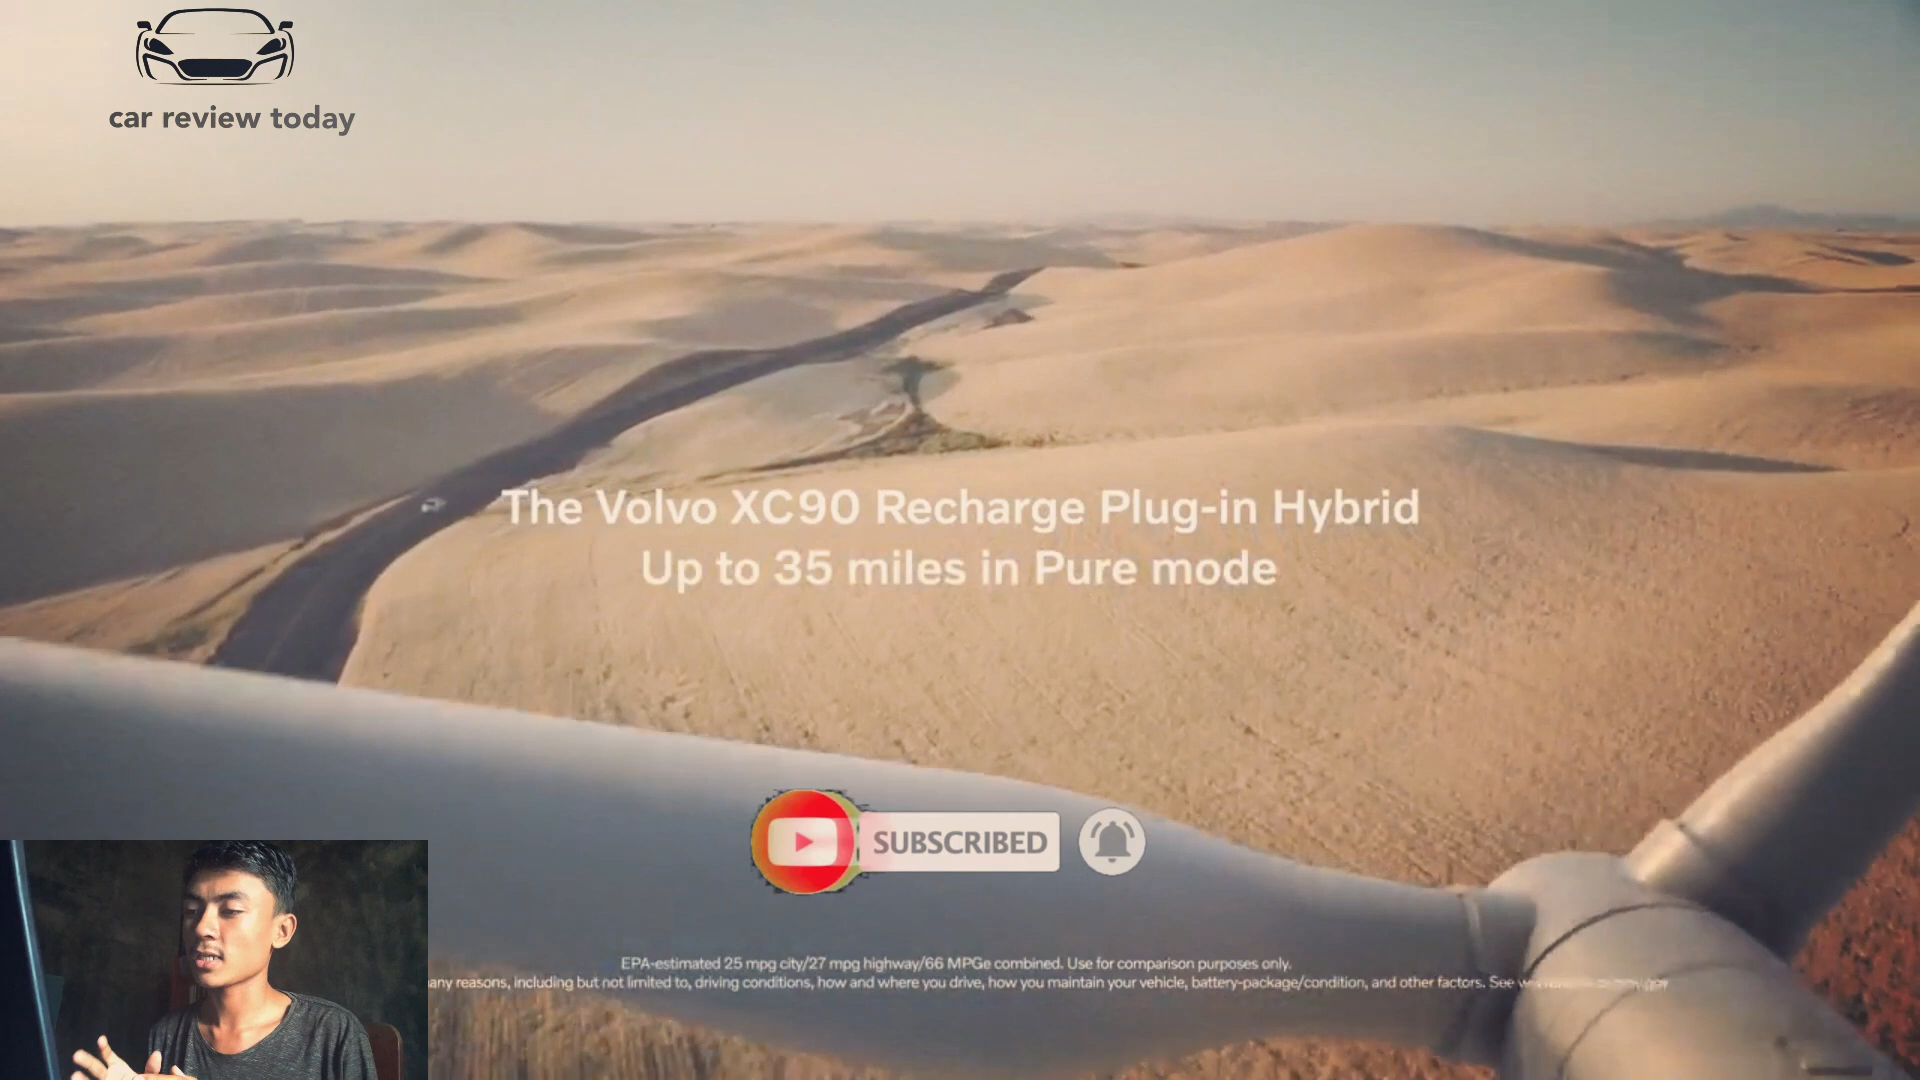 car review today
The Volvo XC90 Recharge Plug-in Hybrid
Up to 35 miles in Pure mode
SUBSCRIBED
EPA-estimated 25 mpg city/27 mpg highway/66 MPGe combined. Use for comparison purposes only.
any reasons, including but not limited to, driving conditions, how and where you drive, how you maintain your vehicle, battery-package/condition, and other factors. See